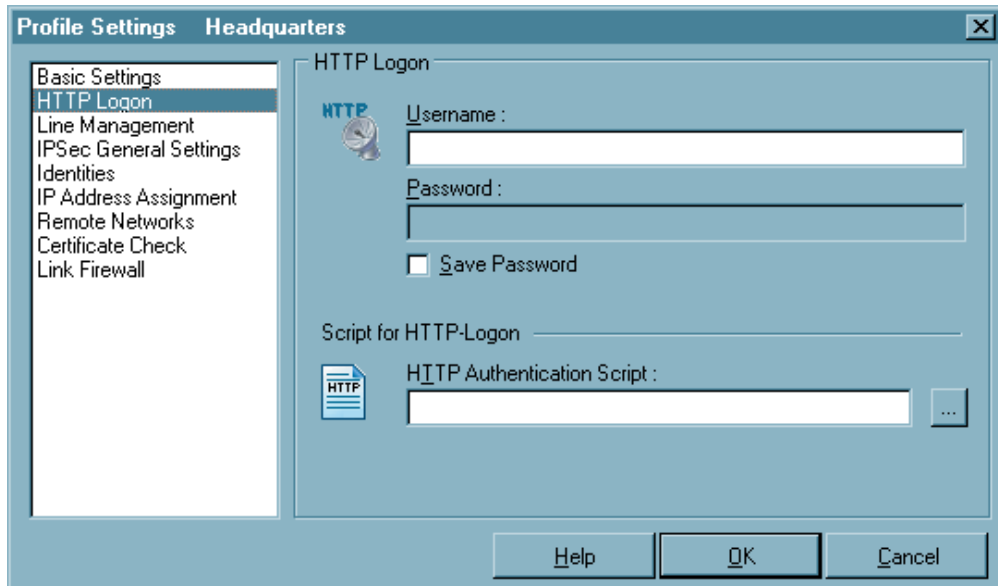 Profile Settings Headquarters
Basic Settings
HTTP Logon
Line Management
IPSec General Settings
Identities
IP Address Assignment
Remote Networks
Certificate Check
Link Firewall
HTTP Logon
HTTP
Username :
Password :
Save Password
Script for HTTP-Logon
HTTP
HTTP Authentication Script :
...
Help
OK
Cancel